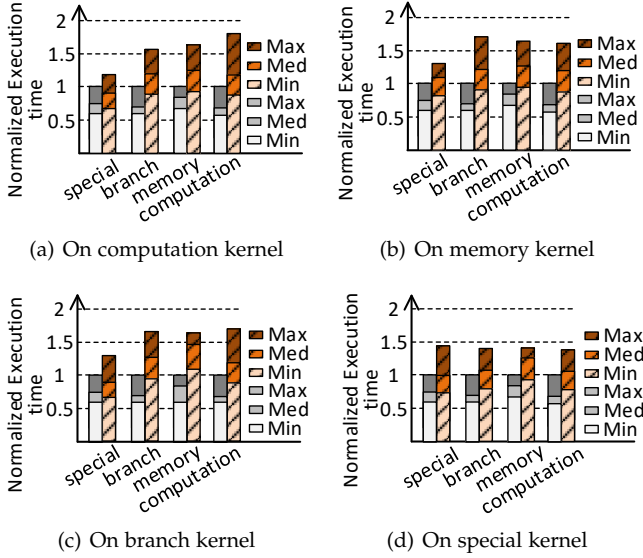 Normalized Execution
time
2
1.5
1
0.5
Max
Med
Min
Max
Med
Min
special
branch
memory
computation
(a) On computation kernel
Normalized Execution
time
2
1.5
1
0.5
Max
Med
Min
Max
Med
Min
special
branch
memory
computation
(b) On memory kernel
Normalized Execution
time
2
1.5
1
0.5
Max
Med
Min
Max
Med
Min
special
branch
memory
computation
(c) On branch kernel
Normalized Execution
time
2
1.5
1
0.5
Max
Med
Min
Max
Med
Min
special
branch
memory
computation
(d) On special kernel